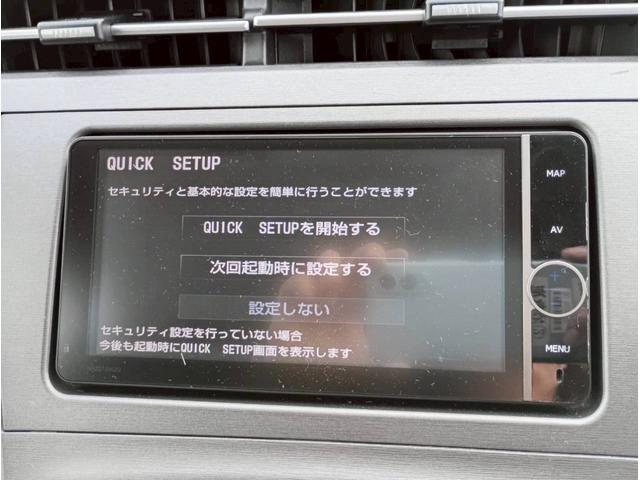 QUICK SETUP
セキュリティと基本的な設定を簡単に行うことができます
QUICK SETUPを開始する
次回起動時に設定する
設定しない
セキュリティ設定を行っていない場合
今後も起動時にQUICK SETUP画面を表示します
MAP
AV
MENU